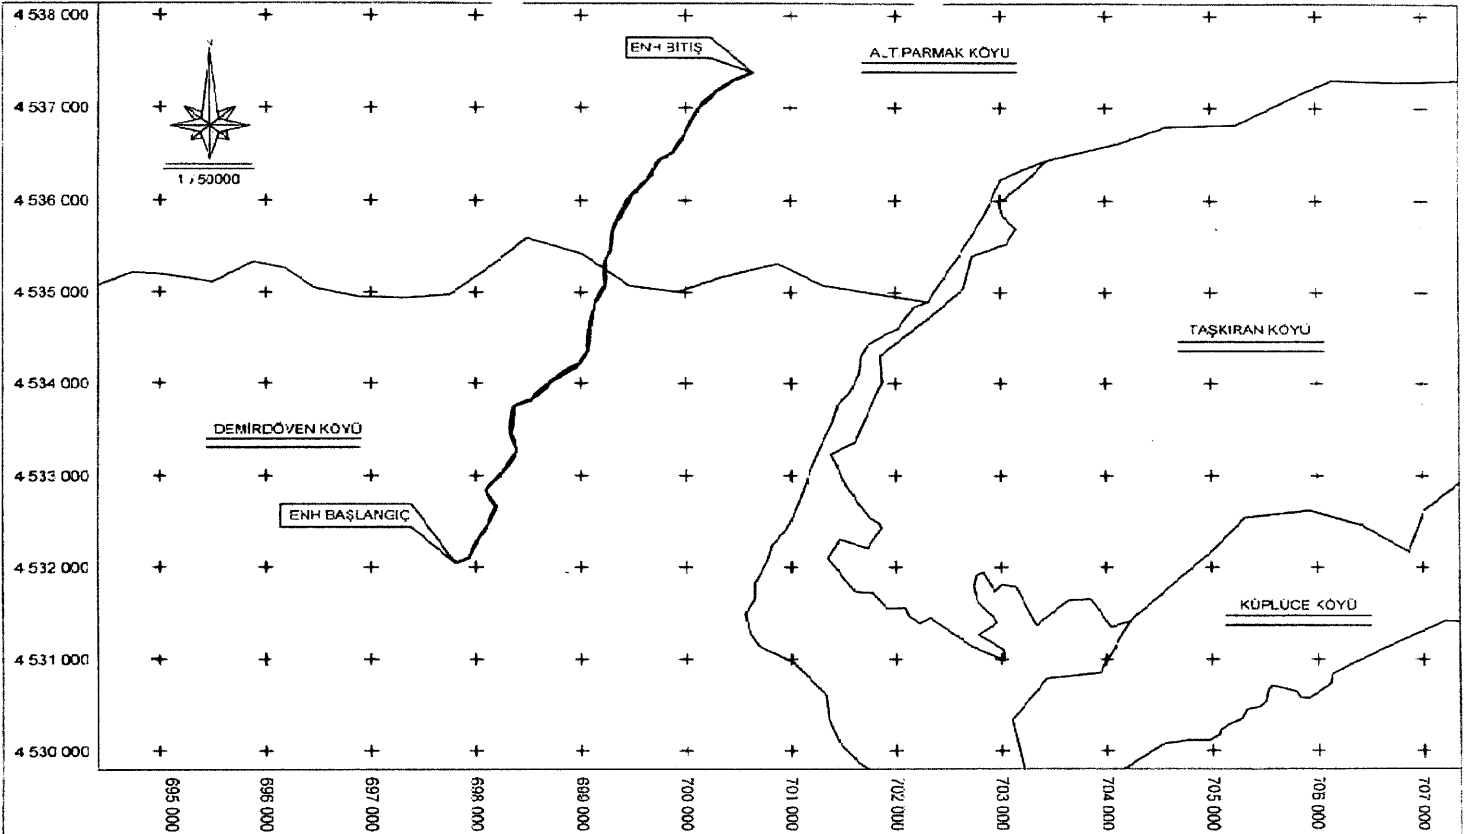 4 538 000
N
ENH BİTİŞ
ALTIPARMAK KÖYÜ
4 537 000
1 / 50000
4 536 000
4 535 000
TAŞKIRAN KÖYÜ
4 534 000
DEMİRDÖVEN KÖYÜ
4 533 000
ENH BAŞLANGIÇ
4 532 000
KÜPLÜCE KÖYÜ
4 531 000
4 530 000
695 000
696 000
697 000
698 000
699 000
700 000
701 000
702 000
703 000
704 000
705 000
706 000
707 000